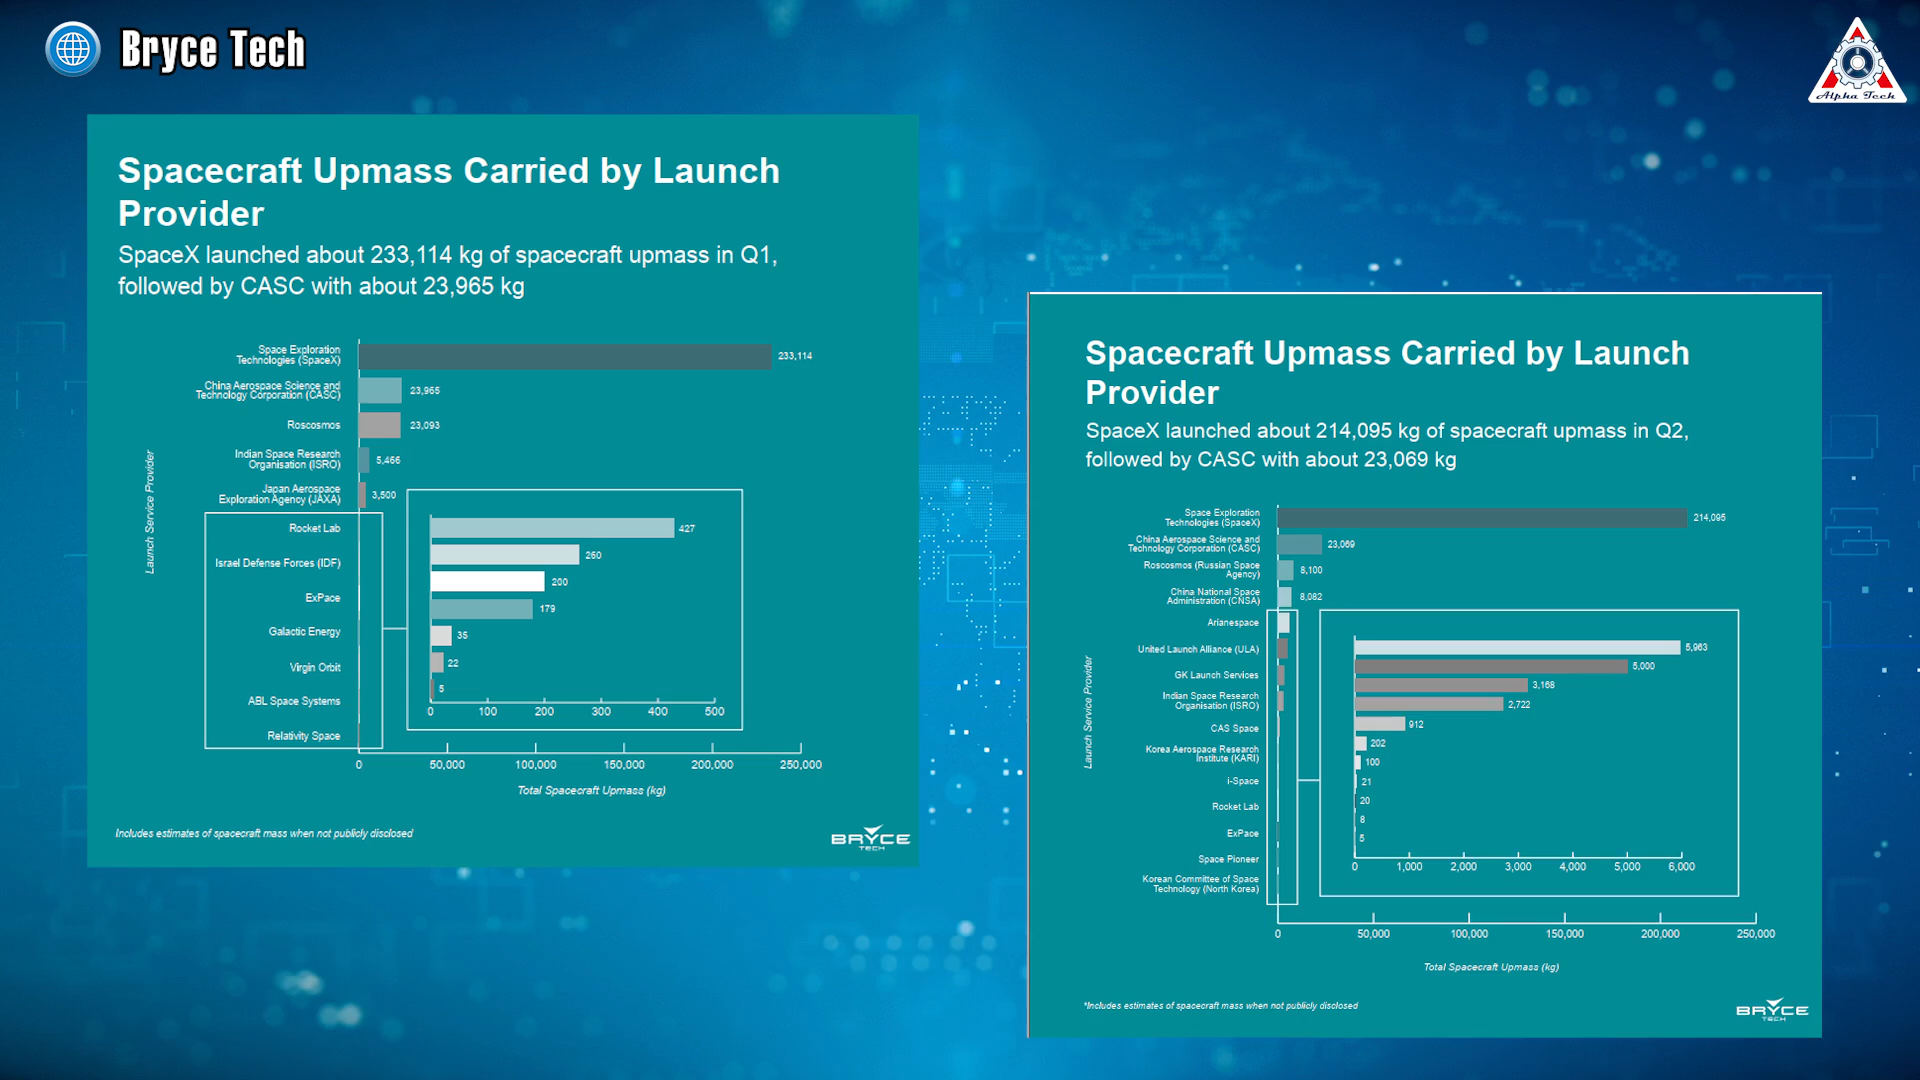 Bryce Tech
Alpha Tech
Spacecraft Upmass Carried by Launch
Provider
SpaceX launched about 233,114 kg of spacecraft upmass in Q1,
followed by CASC with about 23,965 kg
Launch Service Provider
Space Exploration
Technologies (SpaceX)
233,114
China Aerospace Science and
Technology Corporation (CASC)
23,965
Roscosmos
23,093
Indian Space Research
Organisation (ISRO)
5,466
Japan Aerospace
Exploration Agency (JAXA)
3,500
Rocket Lab
Israel Defense Forces (IDF)
ExPace
Galactic Energy
Virgin Orbit
ABL Space Systems
Relativity Space
427
260
200
179
35
22
5
0 100 200 300 400 500
0 50,000 100,000 150,000 200,000 250,000
Total Spacecraft Upmass (kg)
Includes estimates of spacecraft mass when not publicly disclosed
BRYCE
TECH
Spacecraft Upmass Carried by Launch
Provider
SpaceX launched about 214,095 kg of spacecraft upmass in Q2,
followed by CASC with about 23,069 kg
Launch Service Provider
Space Exploration
Technologies (SpaceX)
214,095
China Aerospace Science and
Technology Corporation (CASC)
23,069
Roscosmos (Russian Space
Agency)
8,100
China National Space
Administration (CNSA)
8,082
Arianespace
United Launch Alliance (ULA)
GK Launch Services
Indian Space Research
Organisation (ISRO)
CAS Space
Korea Aerospace Research
Institute (KARI)
i-Space
Rocket Lab
ExPace
Space Pioneer
Korean Committee of Space
Technology (North Korea)
5,963
5,000
3,168
2,722
912
202
100
21
20
8
5
0 1,000 2,000 3,000 4,000 5,000 6,000
0 50,000 100,000 150,000 200,000 250,000
Total Spacecraft Upmass (kg)
*Includes estimates of spacecraft mass when not publicly disclosed
BRYCE
TECH